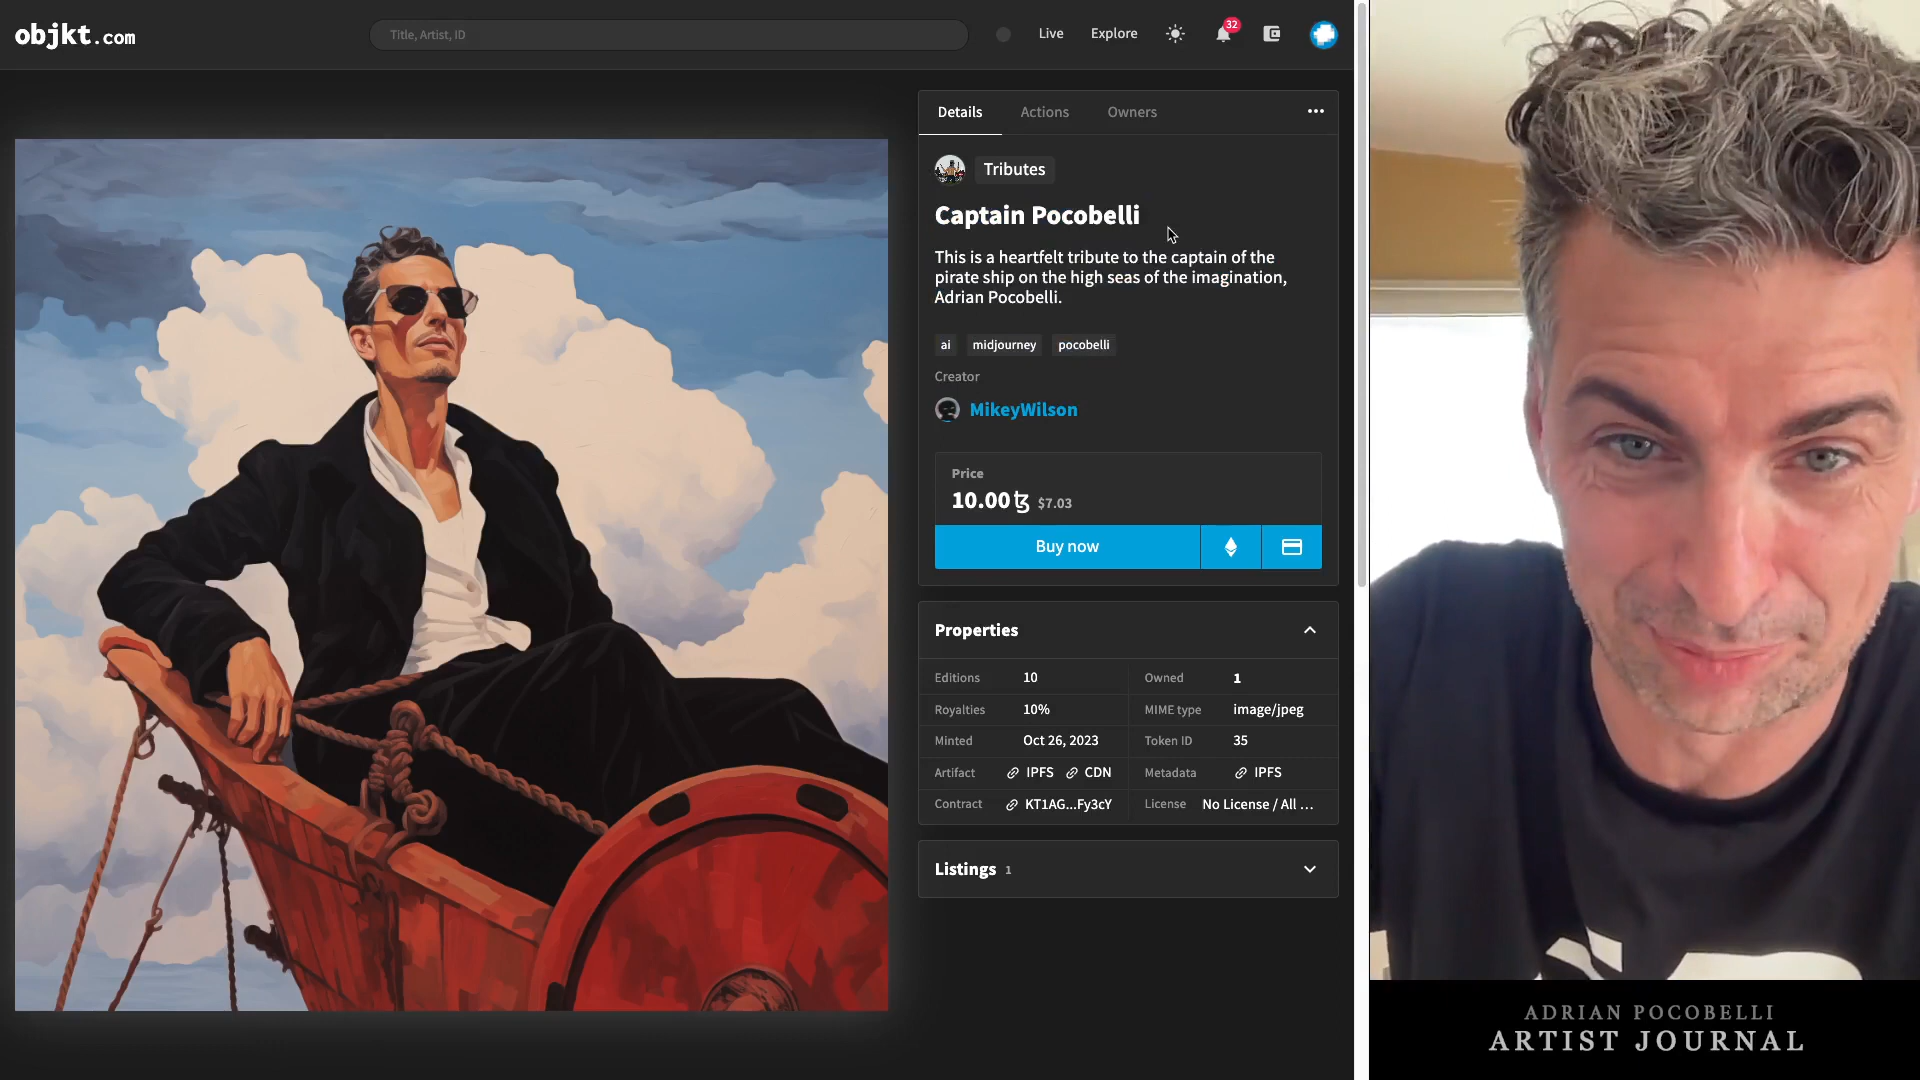 objkt.com
Title, Artist, ID
Live
Explore
32
Details
Actions
Owners
Tributes
Captain Pocobelli
This is a heartfelt tribute to the captain of the
pirate ship on the high seas of the imagination,
Adrian Pocobelli.
ai
midjourney
pocobelli
Creator
MikeyWilson
Price
10.00 ꜩ $7.03
Buy now
Properties
Editions 10
Owned 1
Royalties 10%
MIME type image/jpeg
Minted Oct 26, 2023
Token ID 35
Artifact IPFS CDN
Metadata IPFS
Contract KT1AG...Fy3cY
License No License / All ...
Listings 1
ADRIAN POCOBELLI
ARTIST JOURNAL